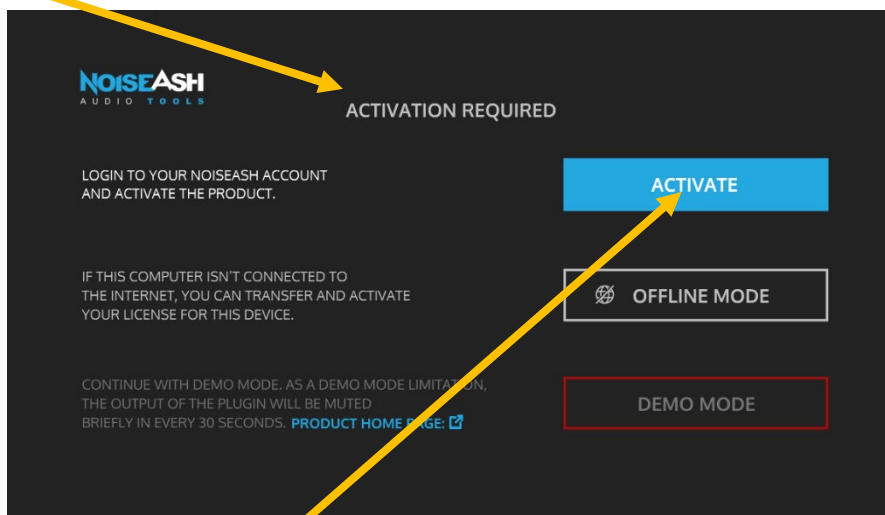 NOISEASH
AUDIO TOOLS
ACTIVATION REQUIRED
LOGIN TO YOUR NOISEASH ACCOUNT
AND ACTIVATE THE PRODUCT.
ACTIVATE
IF THIS COMPUTER ISN'T CONNECTED TO
THE INTERNET, YOU CAN TRANSFER AND ACTIVATE
YOUR LICENSE FOR THIS DEVICE.
OFFLINE MODE
CONTINUE WITH DEMO MODE. AS A DEMO MODE LIMITATION,
THE OUTPUT OF THE PLUGIN WILL BE MUTED
BRIEFLY IN EVERY 30 SECONDS. PRODUCT HOME PAGE:
DEMO MODE